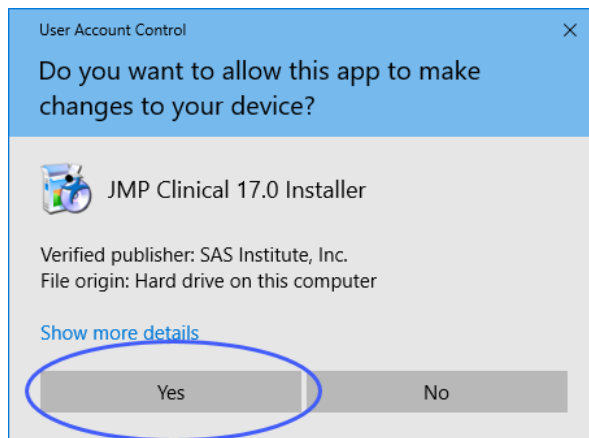 User Account Control
Do you want to allow this app to make
changes to your device?
JMP Clinical 17.0 Installer
Verified publisher: SAS Institute, Inc.
File origin: Hard drive on this computer
Show more details
Yes
No